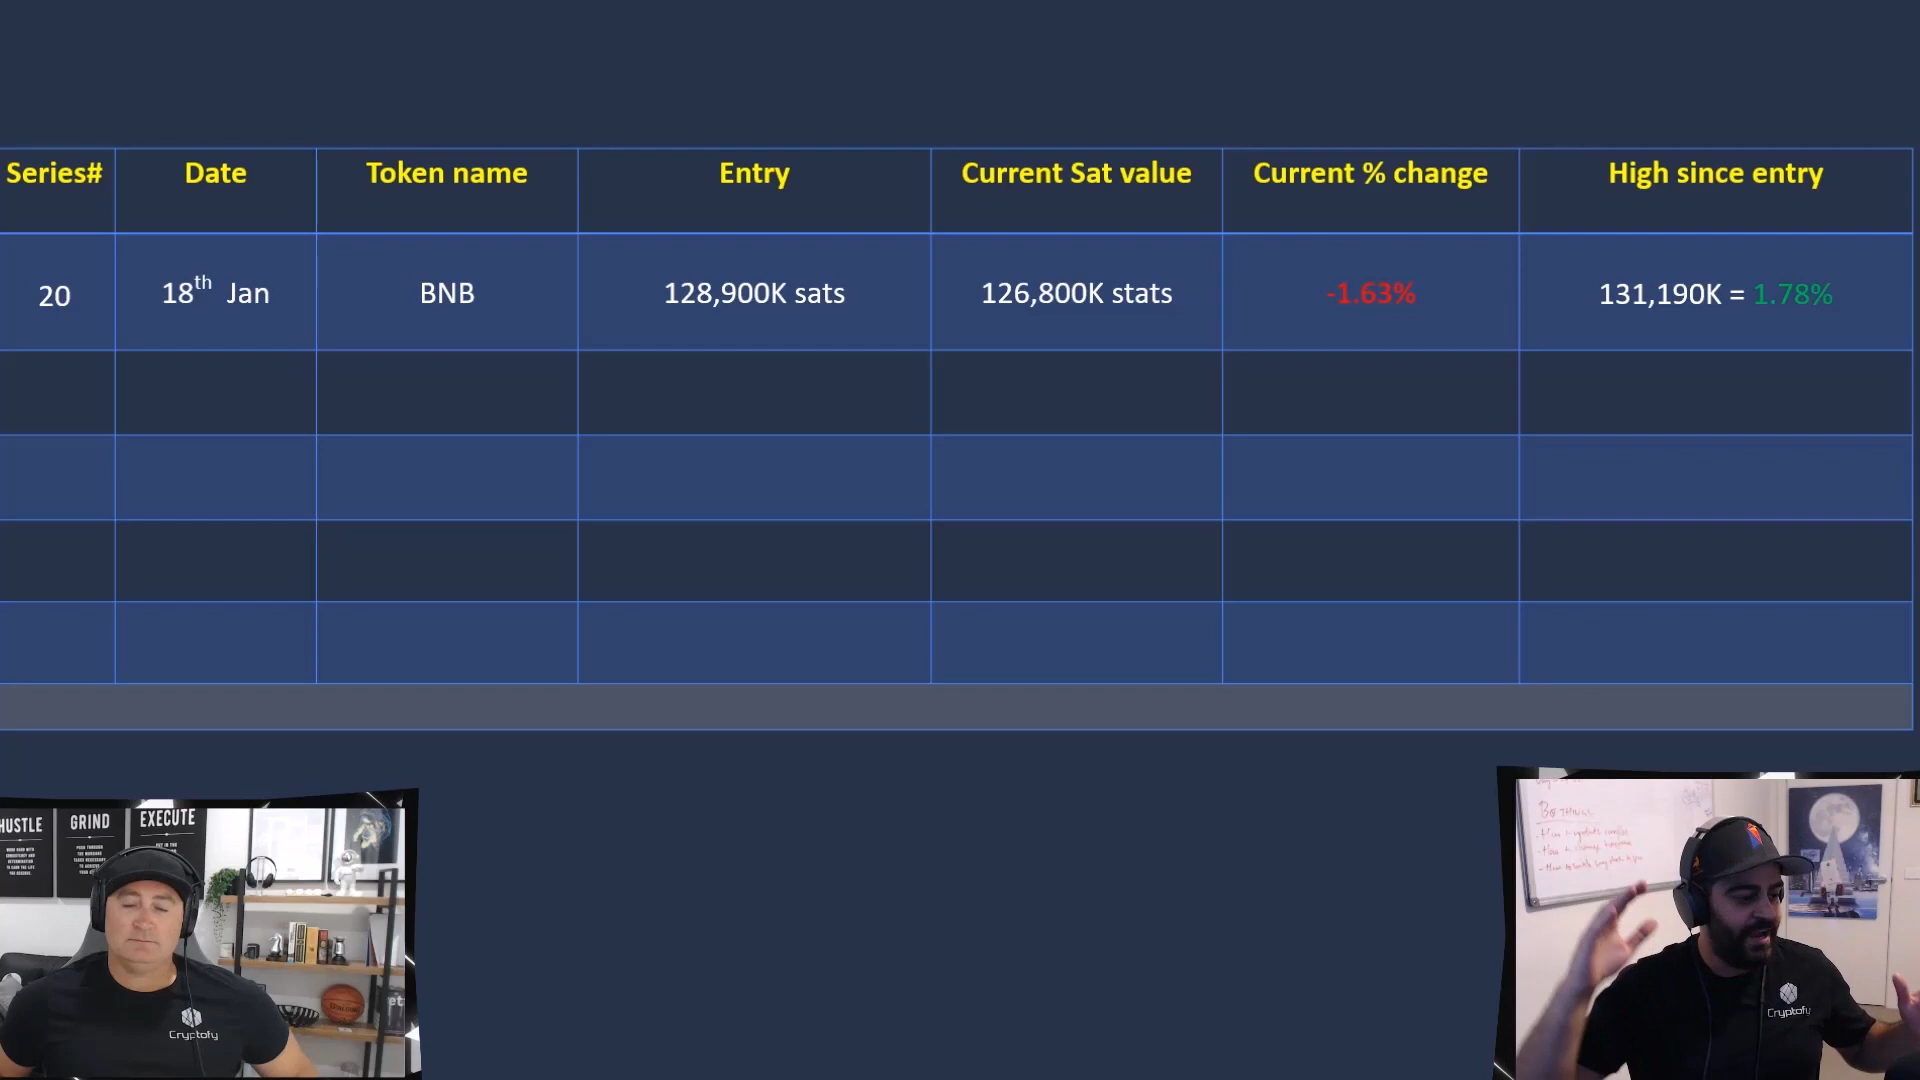 Series# Date Token name Entry Current Sat value Current % change High since entry
20 18th Jan BNB 128,900K sats 126,800K stats -1.63% 131,190K = 1.78%
HUSTLE GRIND EXECUTE
Cryptofy
SPALDING
Cryptofy